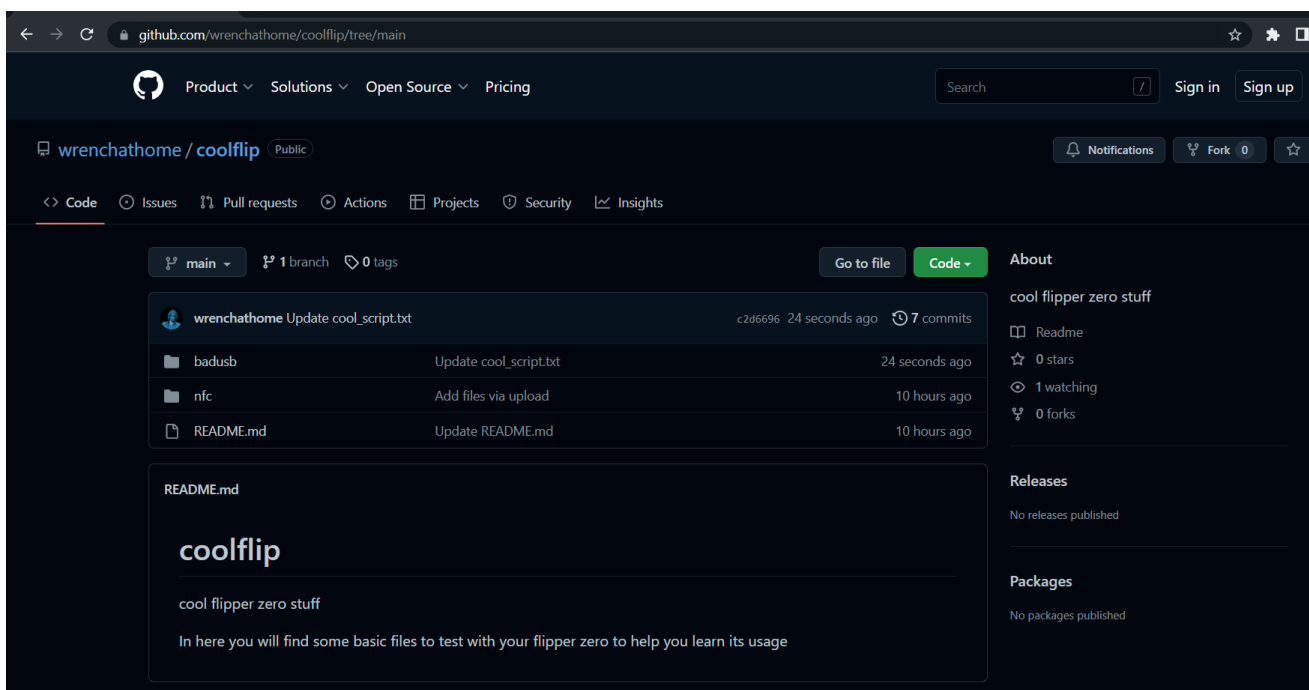 github.com/wrenchathome/coolflip/tree/main
Product Solutions Open Source Pricing Search / Sign in Sign up
wrenchathome / coolflip Public Notifications Fork 0
<> Code Issues Pull requests Actions Projects Security Insights
main 1 branch 0 tags Go to file Code
wrenchathome Update cool_script.txt c2d6696 24 seconds ago 7 commits
badusb Update cool_script.txt 24 seconds ago
nfc Add files via upload 10 hours ago
README.md Update README.md 10 hours ago
README.md
coolflip
cool flipper zero stuff
In here you will find some basic files to test with your flipper zero to help you learn its usage
About
cool flipper zero stuff
Readme
0 stars
1 watching
0 forks
Releases
No releases published
Packages
No packages published